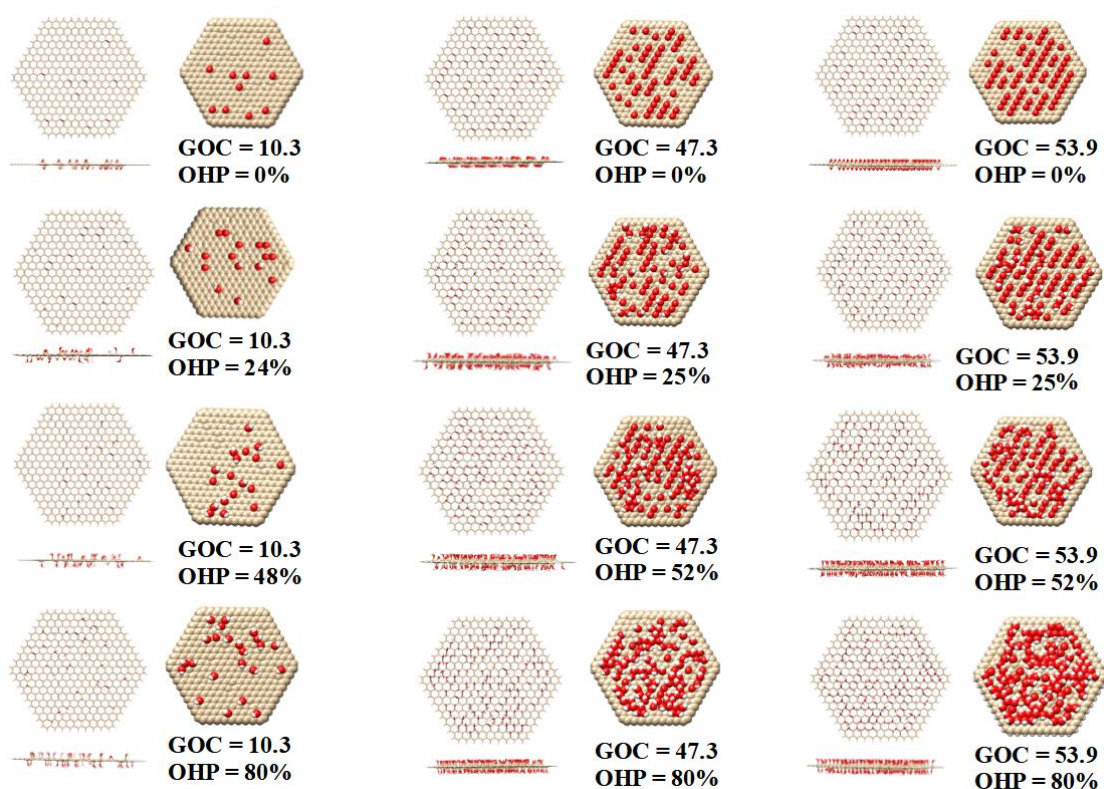 GOC = 10.3
OHP = 0%
GOC = 47.3
OHP = 0%
GOC = 53.9
OHP = 0%
GOC = 10.3
OHP = 24%
GOC = 47.3
OHP = 25%
GOC = 53.9
OHP = 25%
GOC = 10.3
OHP = 48%
GOC = 47.3
OHP = 52%
GOC = 53.9
OHP = 52%
GOC = 10.3
OHP = 80%
GOC = 47.3
OHP = 80%
GOC = 53.9
OHP = 80%